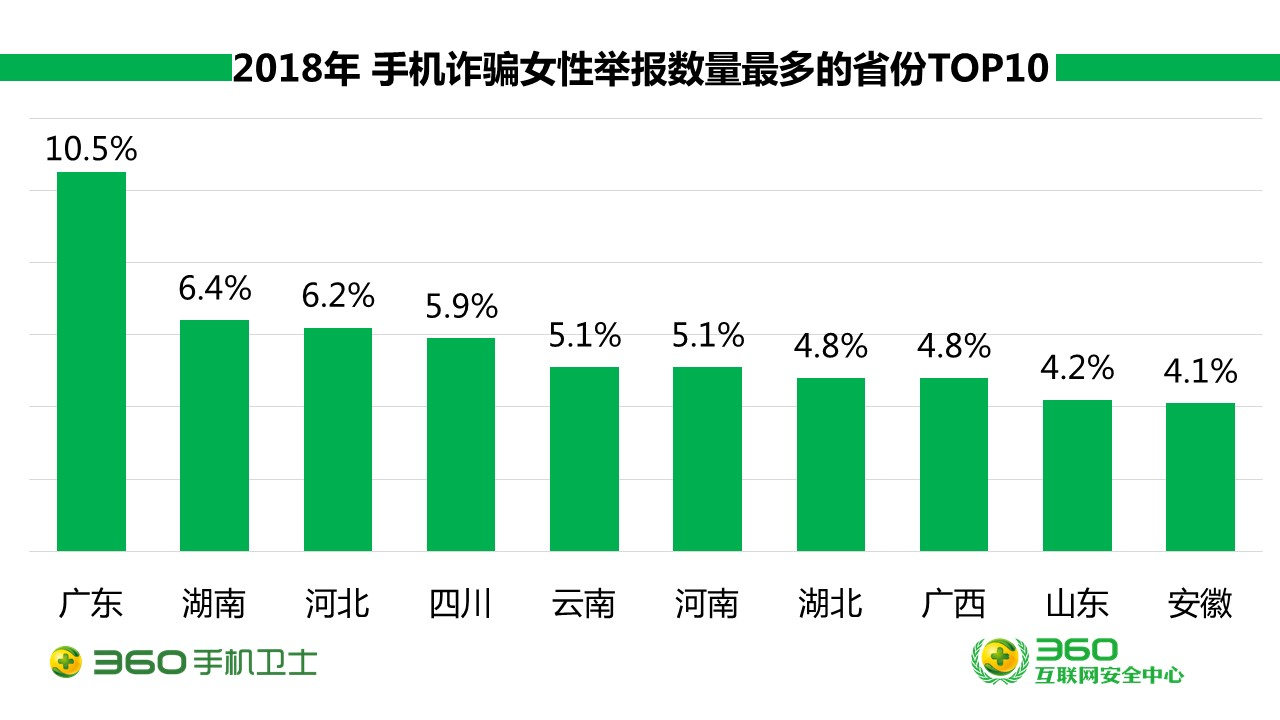 2018年 手机诈骗女性举报数量最多的省份TOP10
10.5%
6.4%
6.2%
5.9%
5.1%
5.1%
4.8%
4.8%
4.2%
4.1%
广东
湖南
河北
四川
云南
河南
湖北
广西
山东
安徽
360手机卫士
360
互联网安全中心